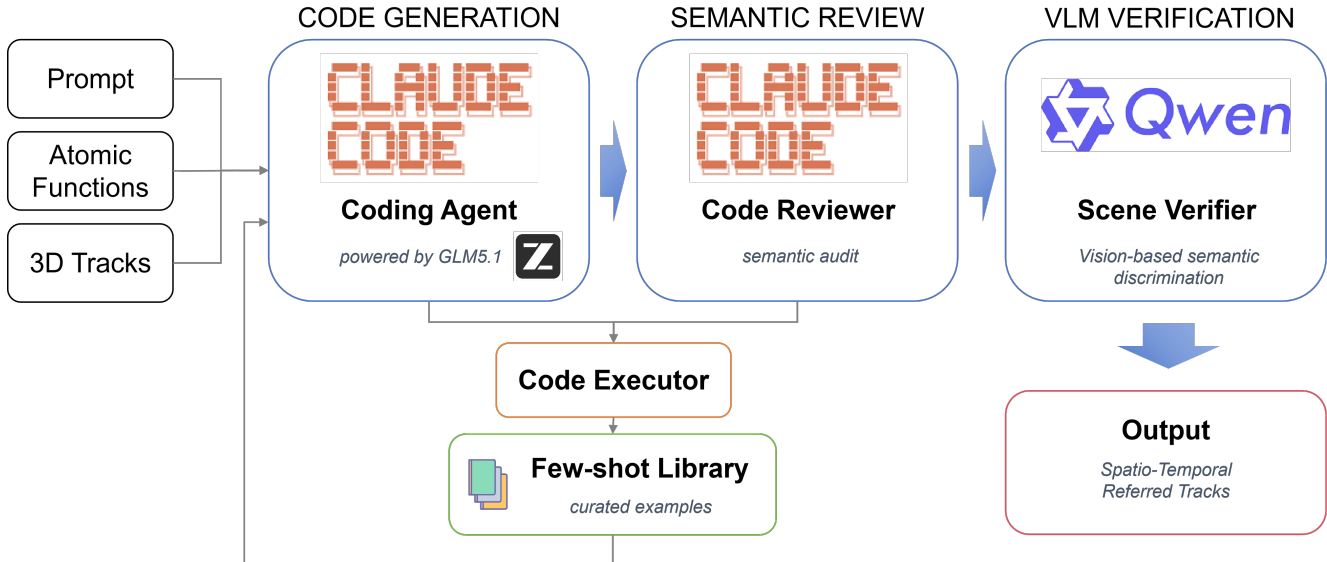 CODE GENERATION
SEMANTIC REVIEW
VLM VERIFICATION
Prompt
Atomic
Functions
3D Tracks
CLAUDE
CODE
Coding Agent
powered by GLM5.1
Z
CLAUDE
CODE
Code Reviewer
semantic audit
Qwen
Scene Verifier
Vision-based semantic
discrimination
Code Executor
Few-shot Library
curated examples
Output
Spatio-Temporal
Referred Tracks